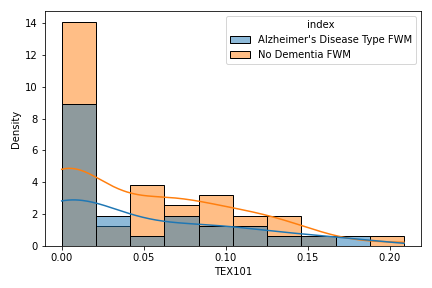 index
Alzheimer's Disease Type FWM
No Dementia FWM
14
12
10
8
6
4
2
0
Density
0.00 0.05 0.10 0.15 0.20
TEX101